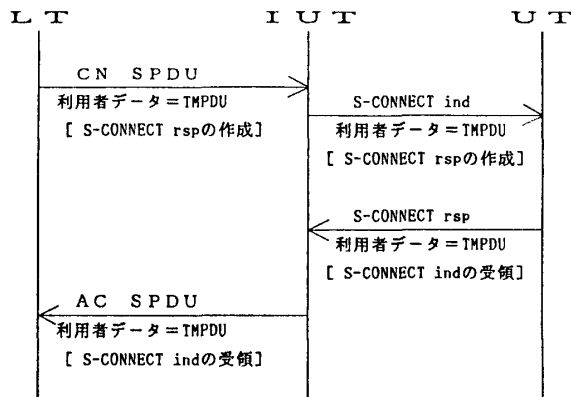 LT IUT UT
CN SPDU
利用者データ=TMPDU
[ S-CONNECT rspの作成]
S-CONNECT ind
利用者データ=TMPDU
[ S-CONNECT rspの作成]
S-CONNECT rsp
利用者データ=TMPDU
[ S-CONNECT indの受領]
AC SPDU
利用者データ=TMPDU
[ S-CONNECT indの受領]